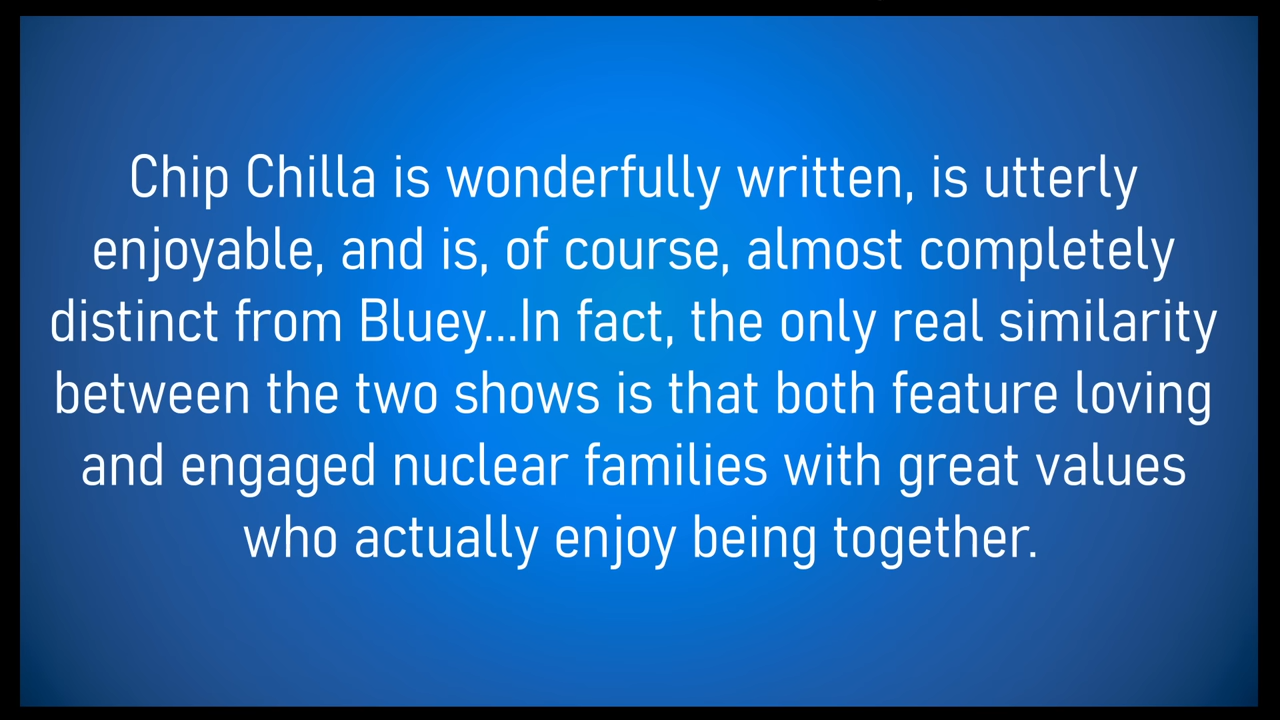 Chip Chilla is wonderfully written, is utterly
enjoyable, and is, of course, almost completely
distinct from Bluey...In fact, the only real similarity
between the two shows is that both feature loving
and engaged nuclear families with great values
who actually enjoy being together.